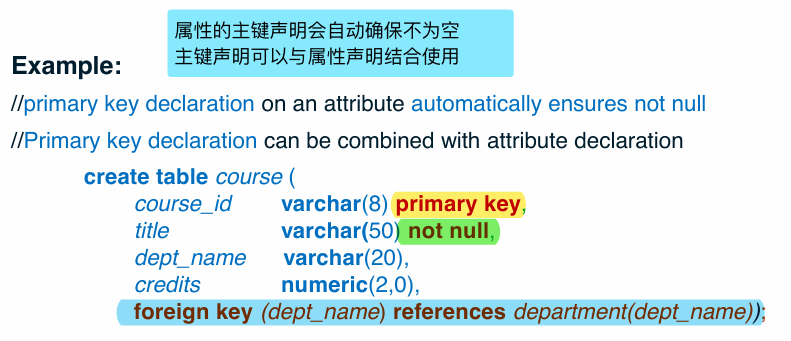 属性的主键声明会自动确保不为空
主键声明可以与属性声明结合使用
Example:
//primary key declaration on an attribute automatically ensures not null
//Primary key declaration can be combined with attribute declaration
create table course (
course_id varchar(8) primary key,
title varchar(50) not null,
dept_name varchar(20),
credits numeric(2,0),
foreign key (dept_name) references department(dept_name));